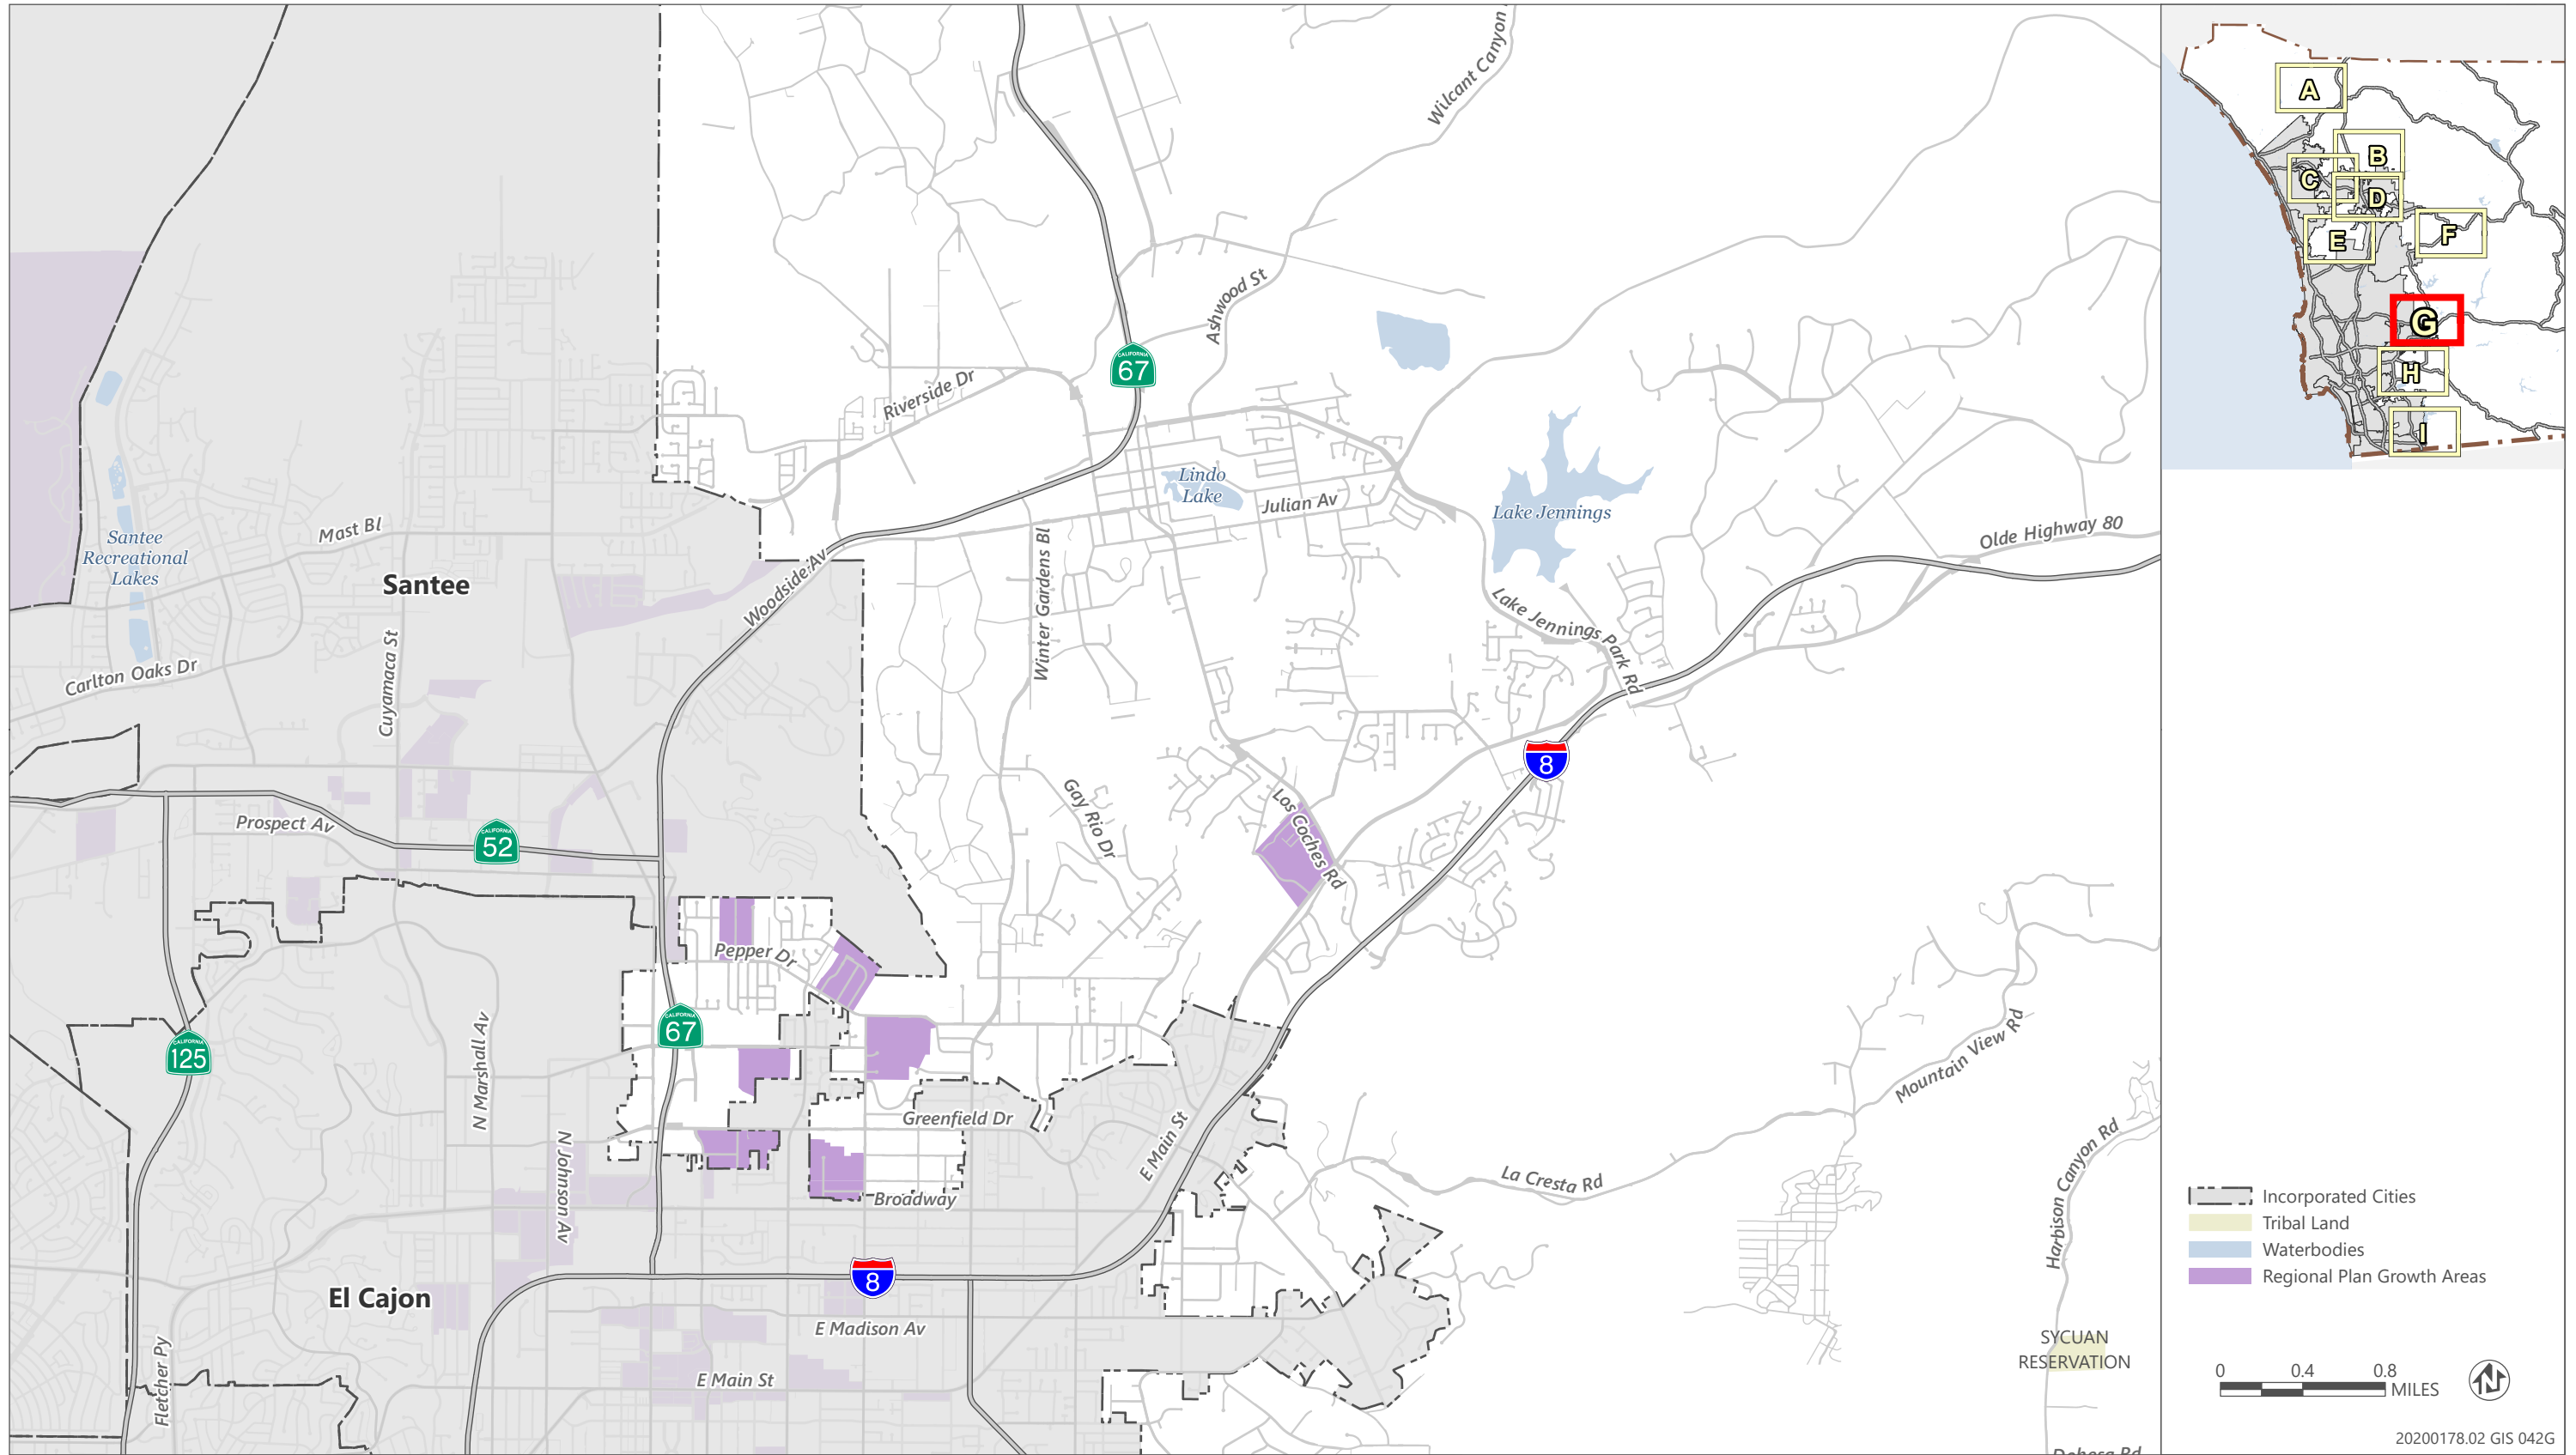 Wilcant Canyon
67
Ashwood St
Riverside Dr
Lindo
Lake
Julian Av
Lake Jennings
Olde Highway 80
Mast Bl
Santee
Recreational
Lakes
Santee
Woodside Av
Winter Gardens Bl
Lake Jennings Park Rd
Carlton Oaks Dr
Cuyamaca St
8
Gay Rio Dr
Los Coches Rd
Prospect Av
52
Pepper Dr
67
125
N Marshall Av
Mountain View Rd
Greenfield Dr
E Main St
N Johnson Av
La Cresta Rd
Harbison Canyon Rd
Broadway
8
El Cajon
E Madison Av
Fletcher Py
E Main St
SYCUAN
RESERVATION
Dehesa Rd
A
B
C
D
E
F
G
H
I
Incorporated Cities
Tribal Land
Waterbodies
Regional Plan Growth Areas
0 0.4 0.8
MILES
N
20200178.02 GIS 042G